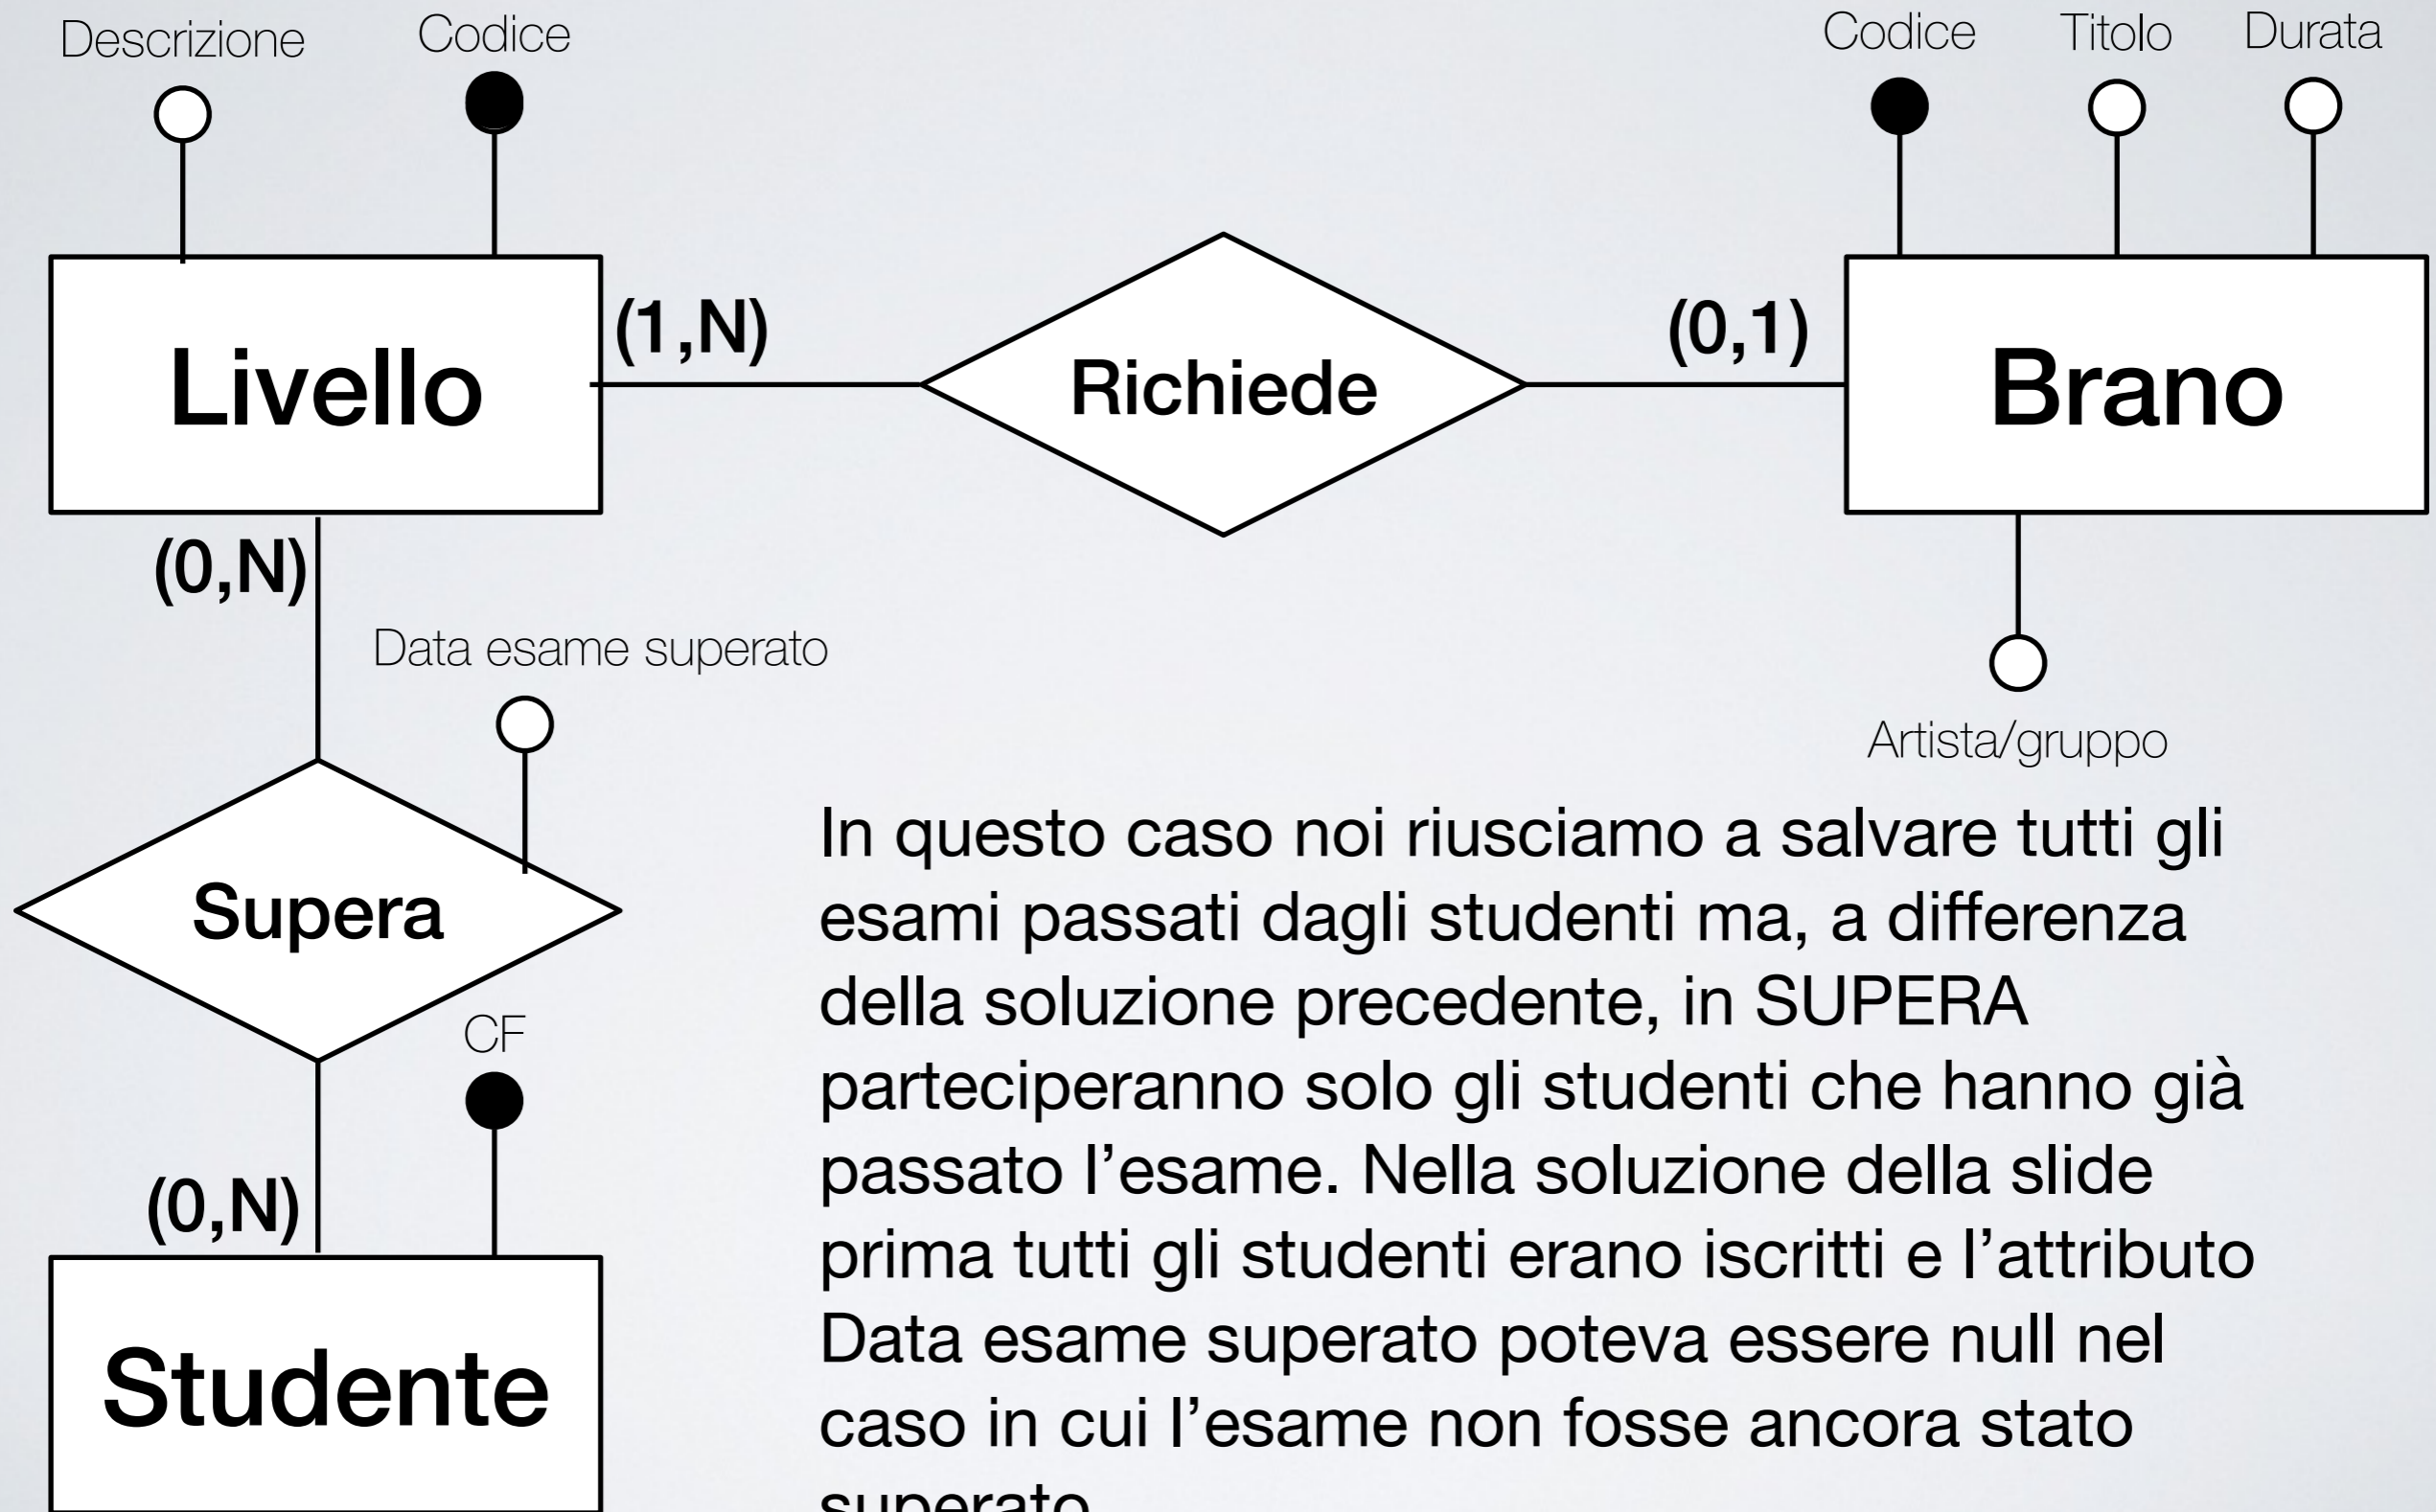 Descrizione
Codice
Codice
Titolo
Durata
Livello
(1,N)
Richiede
(0,1)
Brano
(0,N)
Data esame superato
Artista/gruppo
Supera
CF
(0,N)
Studente
In questo caso noi riusciamo a salvare tutti gli
esami passati dagli studenti ma, a differenza
della soluzione precedente, in SUPERA
parteciperanno solo gli studenti che hanno già
passato l’esame. Nella soluzione della slide
prima tutti gli studenti erano iscritti e l’attributo
Data esame superato poteva essere null nel
caso in cui l’esame non fosse ancora stato
superato